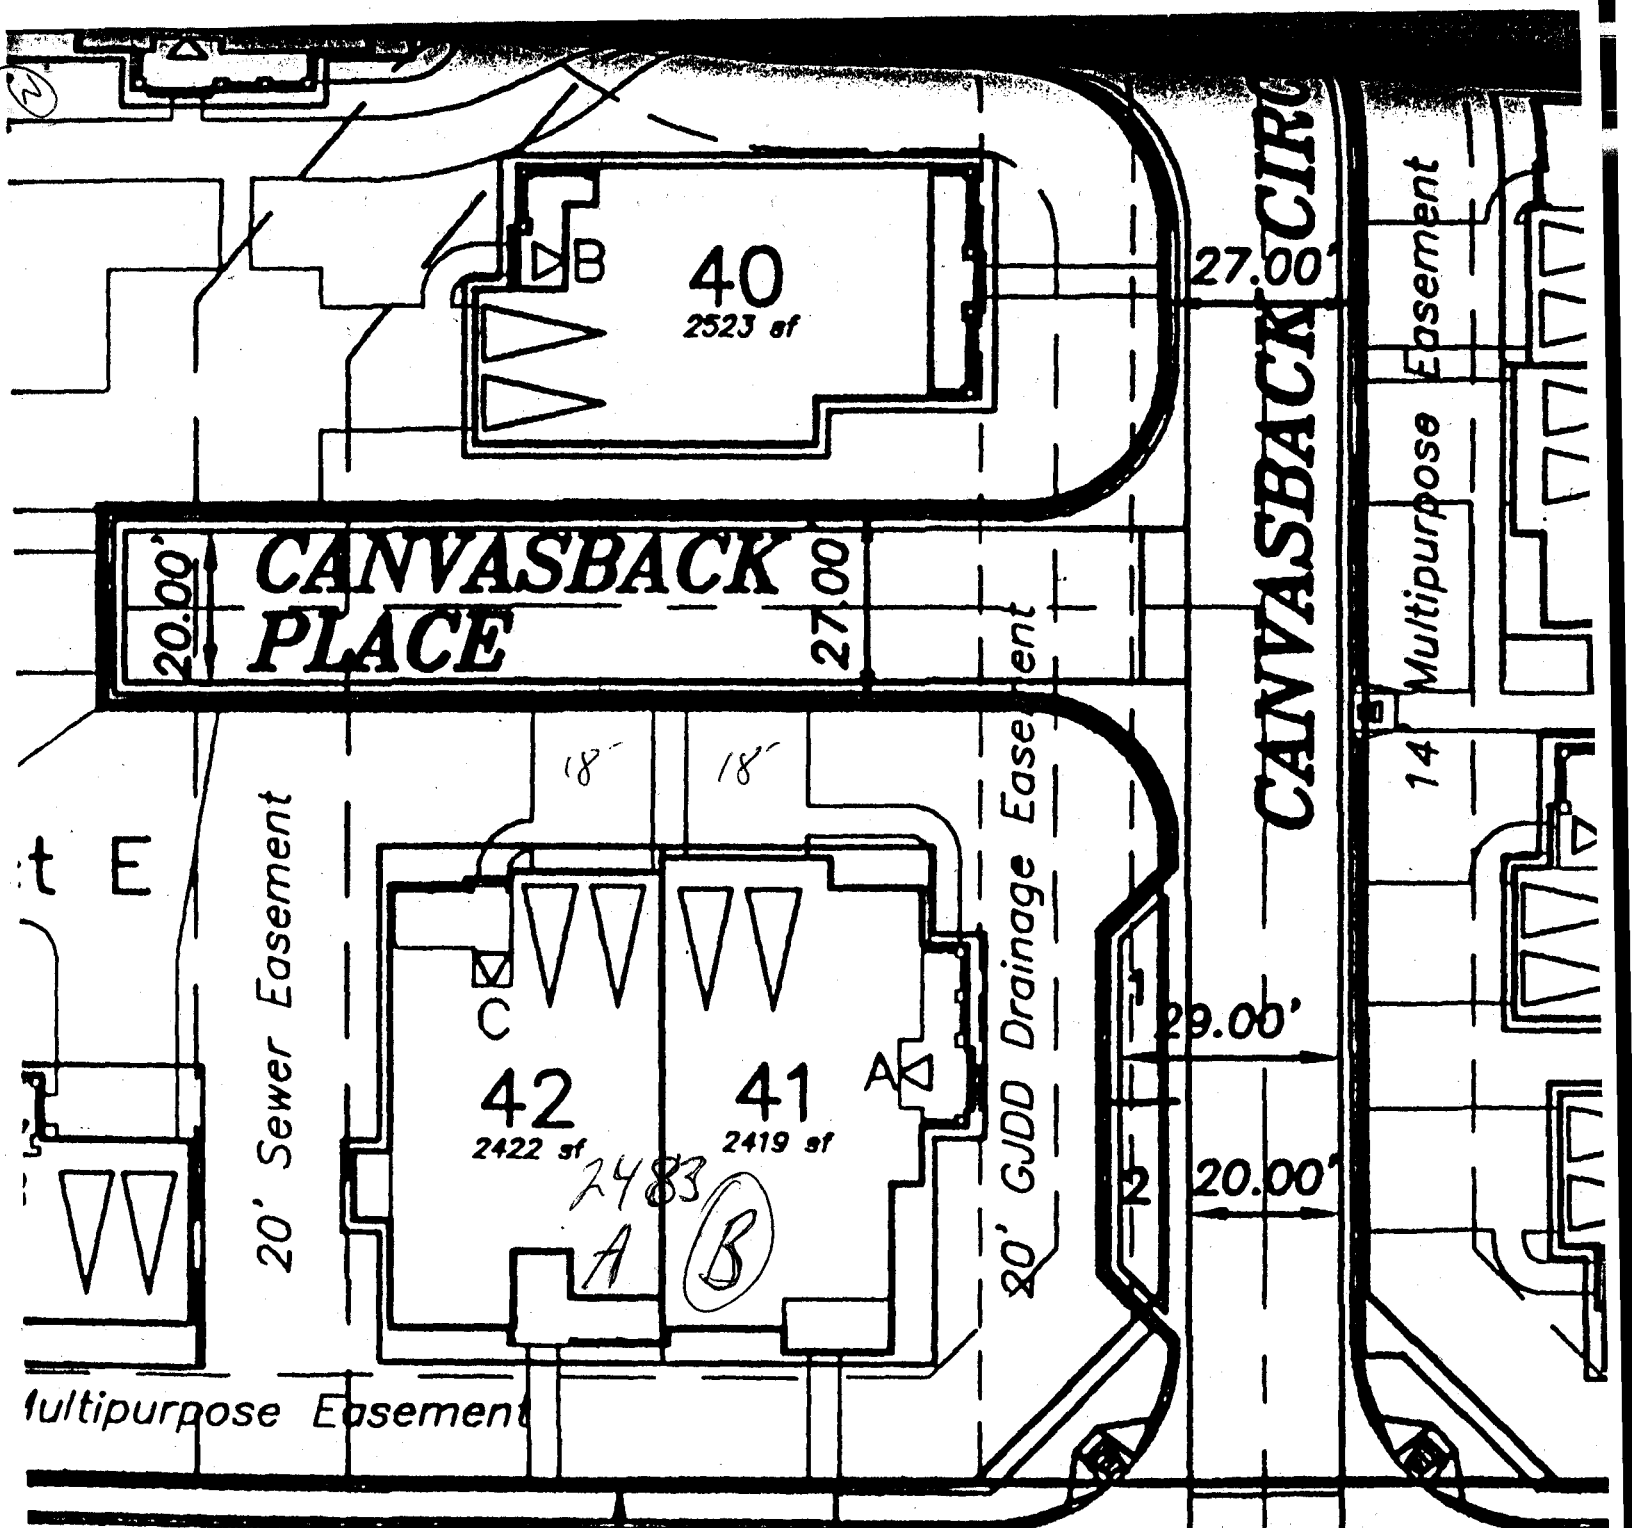 2
B
40
2523 sf
27.00'
CANVASBACK CIRC
14' Multipurpose Easement
20.00'
CANVASBACK
PLACE
27.00
18'
18'
t E
20' Sewer Easement
20' GJDD Drainage Easement
C
42
2422 sf
41
2419 sf
A
2483
A
B
1
29.00'
2
20.00'
ultipurpose Easement